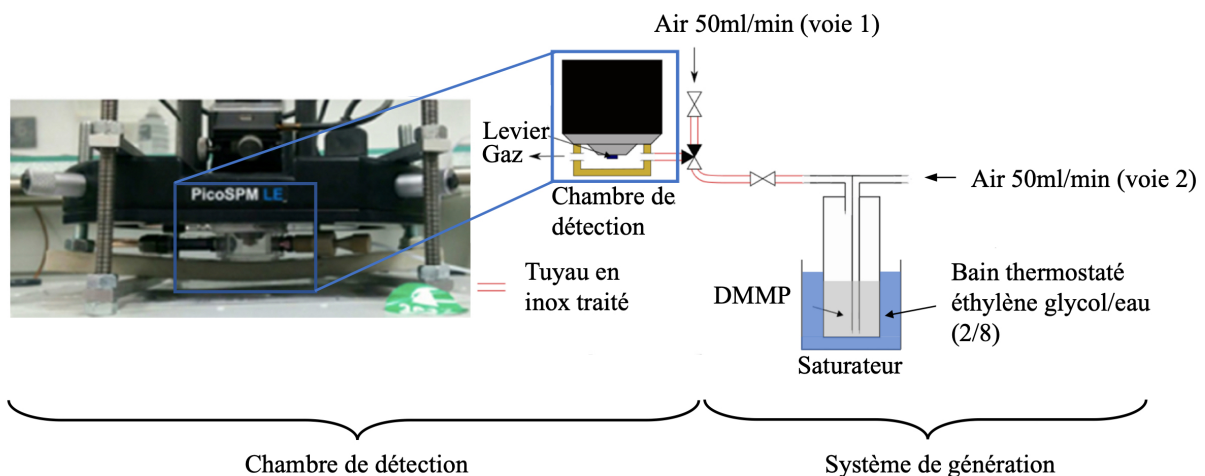 Air 50ml/min (voie 1)
Levier
Gaz
Chambre de
détection
Air 50ml/min (voie 2)
PicoSPM LE
Tuyau en
inox traité
DMMP
Bain thermostaté
éthylène glycol/eau
(2/8)
Saturateur
Chambre de détection
Système de génération